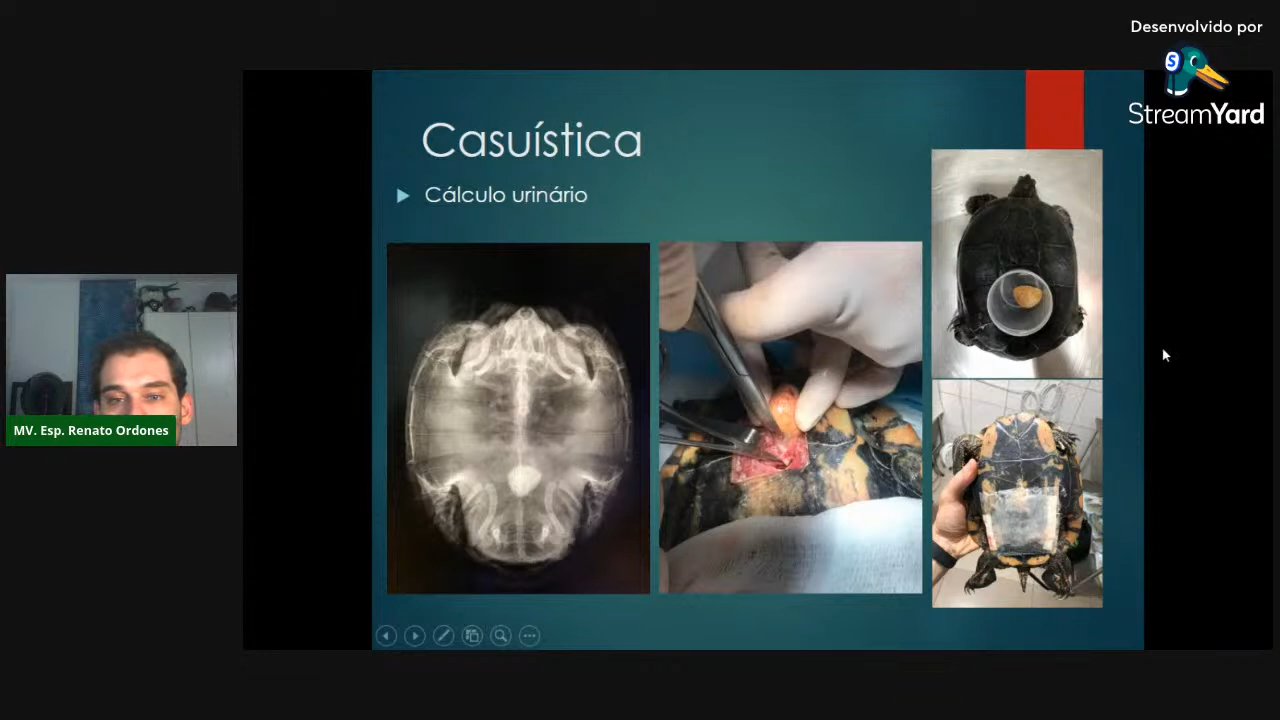 Desenvolvido por
StreamYard
Casuística
Cálculo urinário
MV. Esp. Renato Ordones